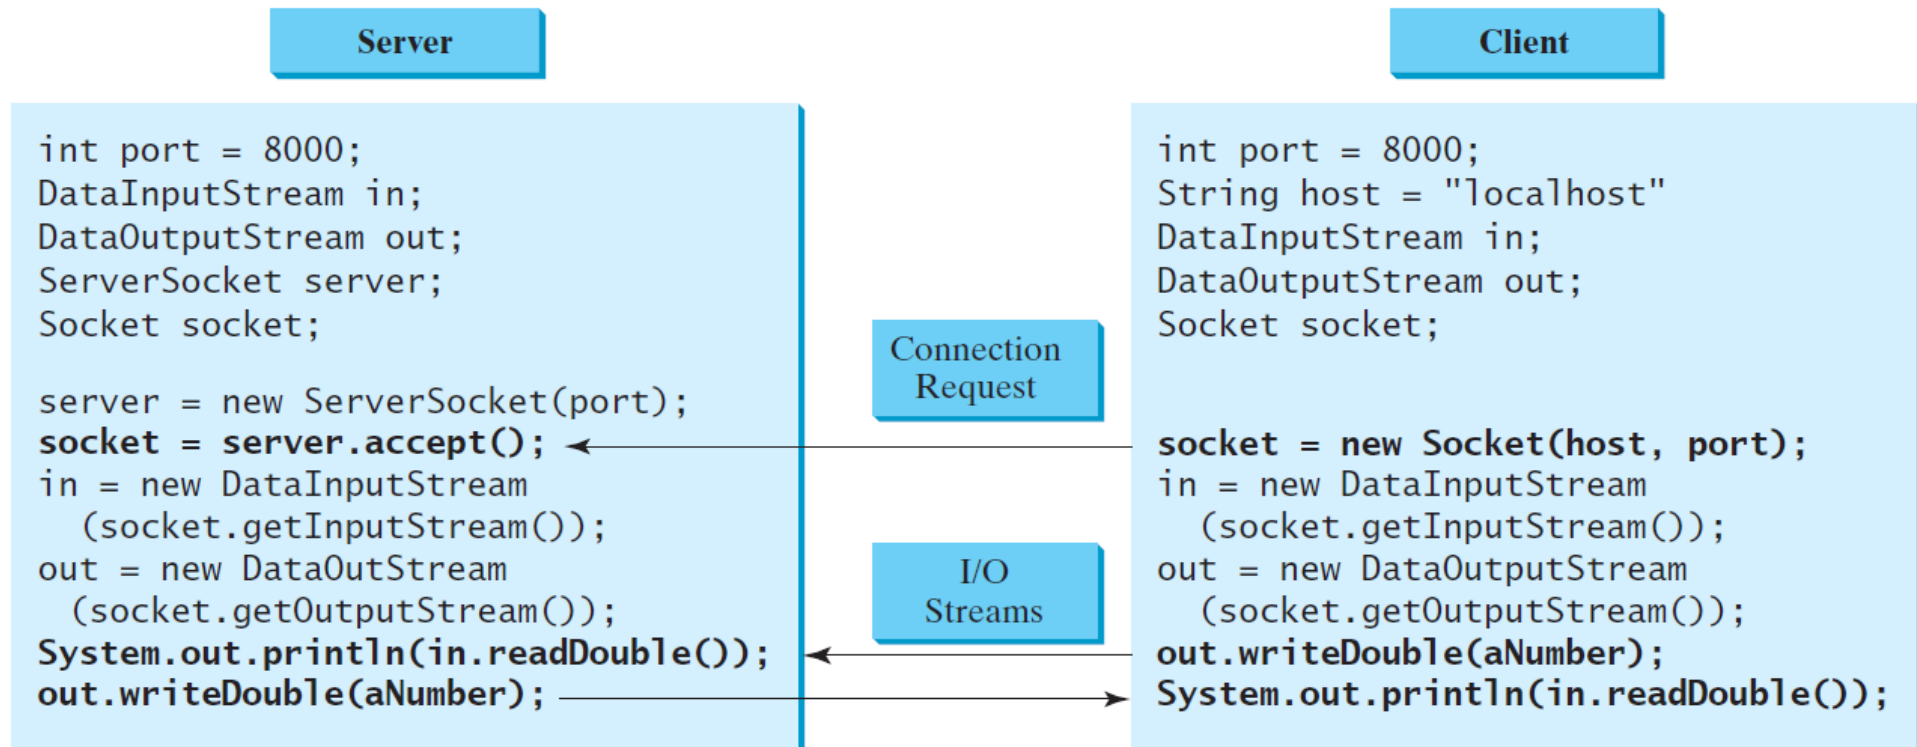 Server
int port = 8000;
DataInputStream in;
DataOutputStream out;
ServerSocket server;
Socket socket;
server = new ServerSocket(port);
socket = server.accept();
in = new DataInputStream
(socket.getInputStream());
out = new DataOutStream
(socket.getOutputStream());
System.out.println(in.readDouble());
out.writeDouble(aNumber);
Connection
Request
I/O
Streams
Client
int port = 8000;
String host = "localhost"
DataInputStream in;
DataOutputStream out;
Socket socket;
socket = new Socket(host, port);
in = new DataInputStream
(socket.getInputStream());
out = new DataOutputStream
(socket.getOutputStream());
out.writeDouble(aNumber);
System.out.println(in.readDouble());